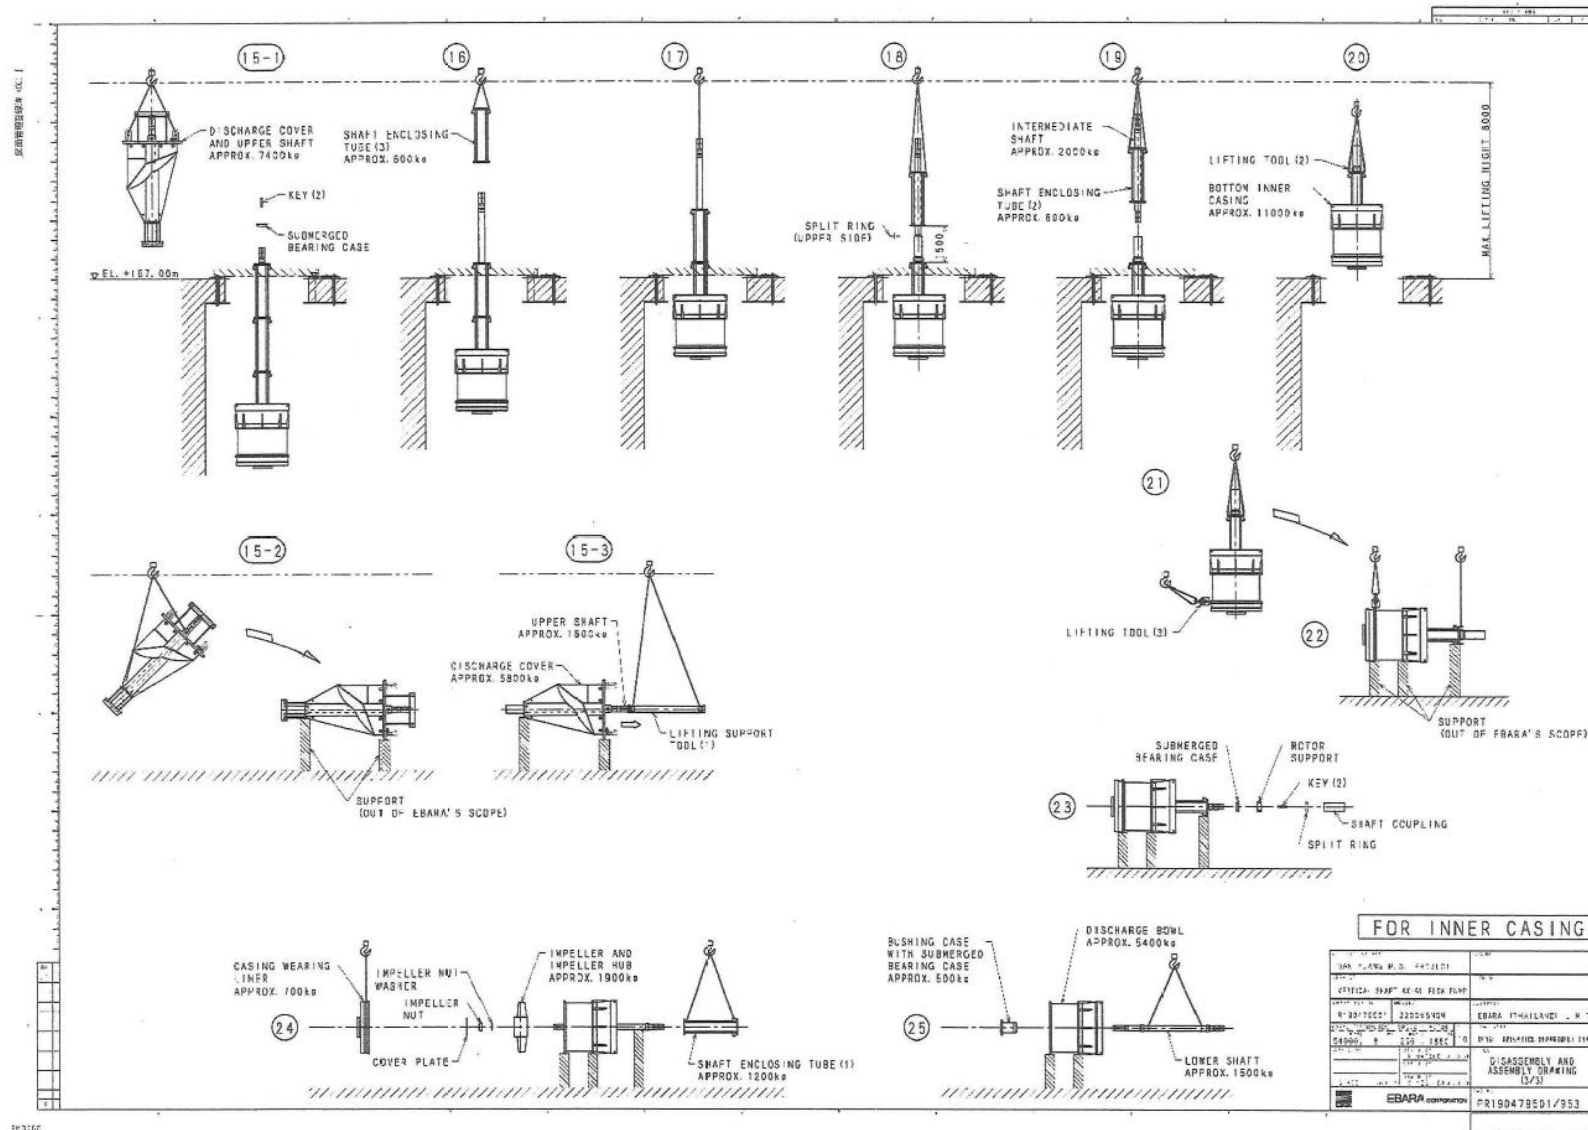 15-1
16
17
18
19
20
DISCHARGE COVER
AND UPPER SHAFT
APPROX. 7400kg
KEY (2)
SUBMERGED
BEARING CASE
EL. +167.00m
SHAFT ENCLOSING
TUBE (3)
APPROX. 600kg
SPLIT RING
(UPPER SIDE)
1500
INTERMEDIATE
SHAFT
APPROX. 2000kg
SHAFT ENCLOSING
TUBE (2)
APPROX. 600kg
LIFTING TOOL (2)
BOTTOM INNER
CASING
APPROX. 11000kg
MAX LIFTING HIGHT 8000
15-2
15-3
21
22
SUPPORT
(OUT OF EBARA'S SCOPE)
UPPER SHAFT
APPROX. 1600kg
DISCHARGE COVER
APPROX. 5800kg
LIFTING SUPPORT
TOOL (1)
LIFTING TOOL (3)
SUPPORT
(OUT OF EBARA'S SCOPE)
23
SUBMERGED
BEARING CASE
ROTOR
SUPPORT
KEY (2)
SHAFT COUPLING
SPLIT RING
24
CASING WEARING
LINER
APPROX. 700kg
IMPELLER NUT
WASHER
IMPELLER
NUT
COVER PLATE
IMPELLER AND
IMPELLER HUB
APPROX. 1900kg
SHAFT ENCLOSING TUBE (1)
APPROX. 1200kg
25
BUSHING CASE
WITH SUBMERGED
BEARING CASE
APPROX. 500kg
DISCHARGE BOWL
APPROX. 5400kg
LOWER SHAFT
APPROX. 1500kg
FOR INNER CASING
VERTICAL SHAFT
EBARA (THAILAND)
DISASSEMBLY AND
ASSEMBLY DRAWING
(3/3)
EBARA CORPORATION